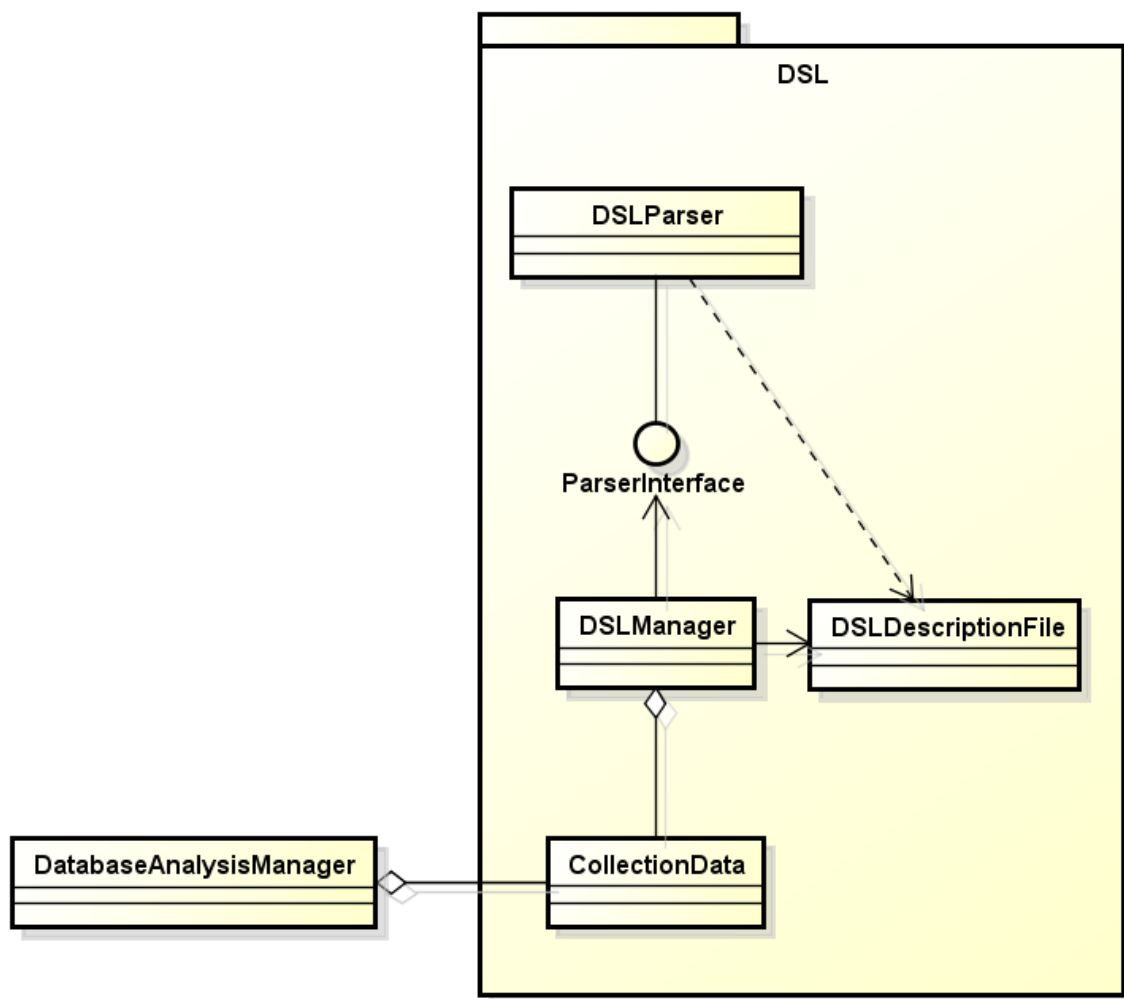 DSL
DSLParser
ParserInterface
DSLManager
DSLDescriptionFile
DatabaseAnalysisManager
CollectionData